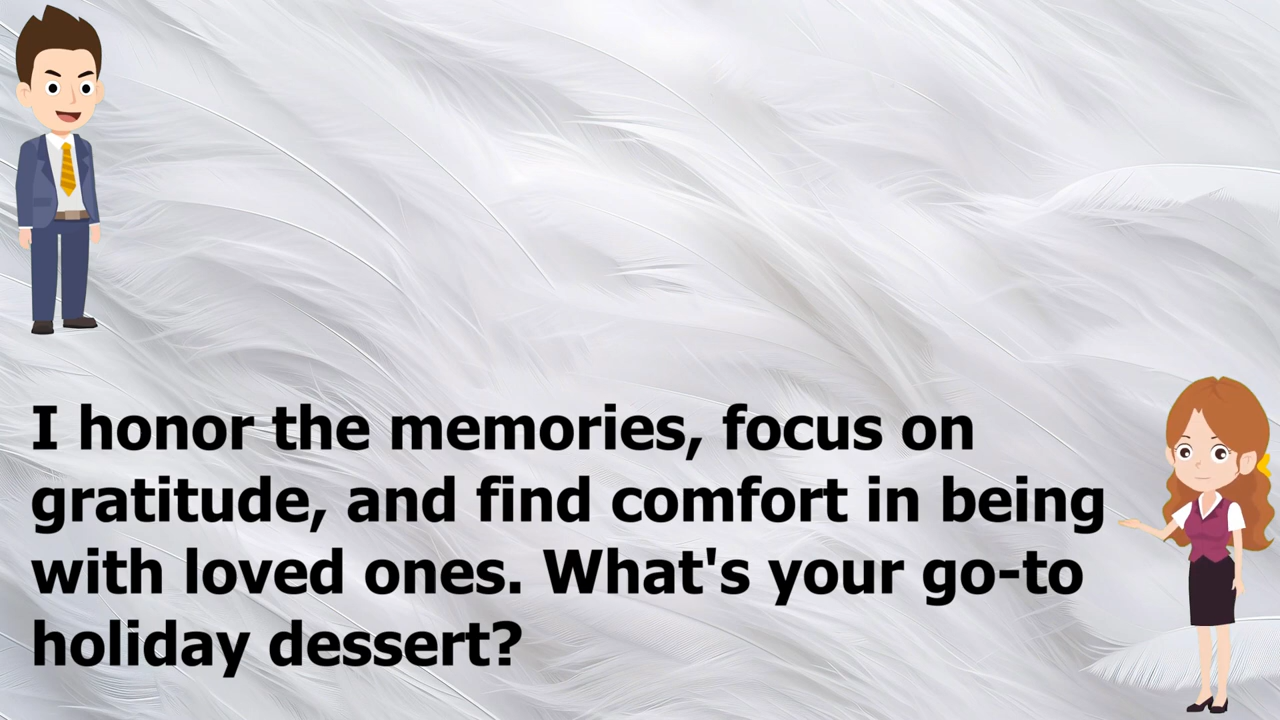 I honor the memories, focus on
gratitude, and find comfort in being
with loved ones. What's your go-to
holiday dessert?